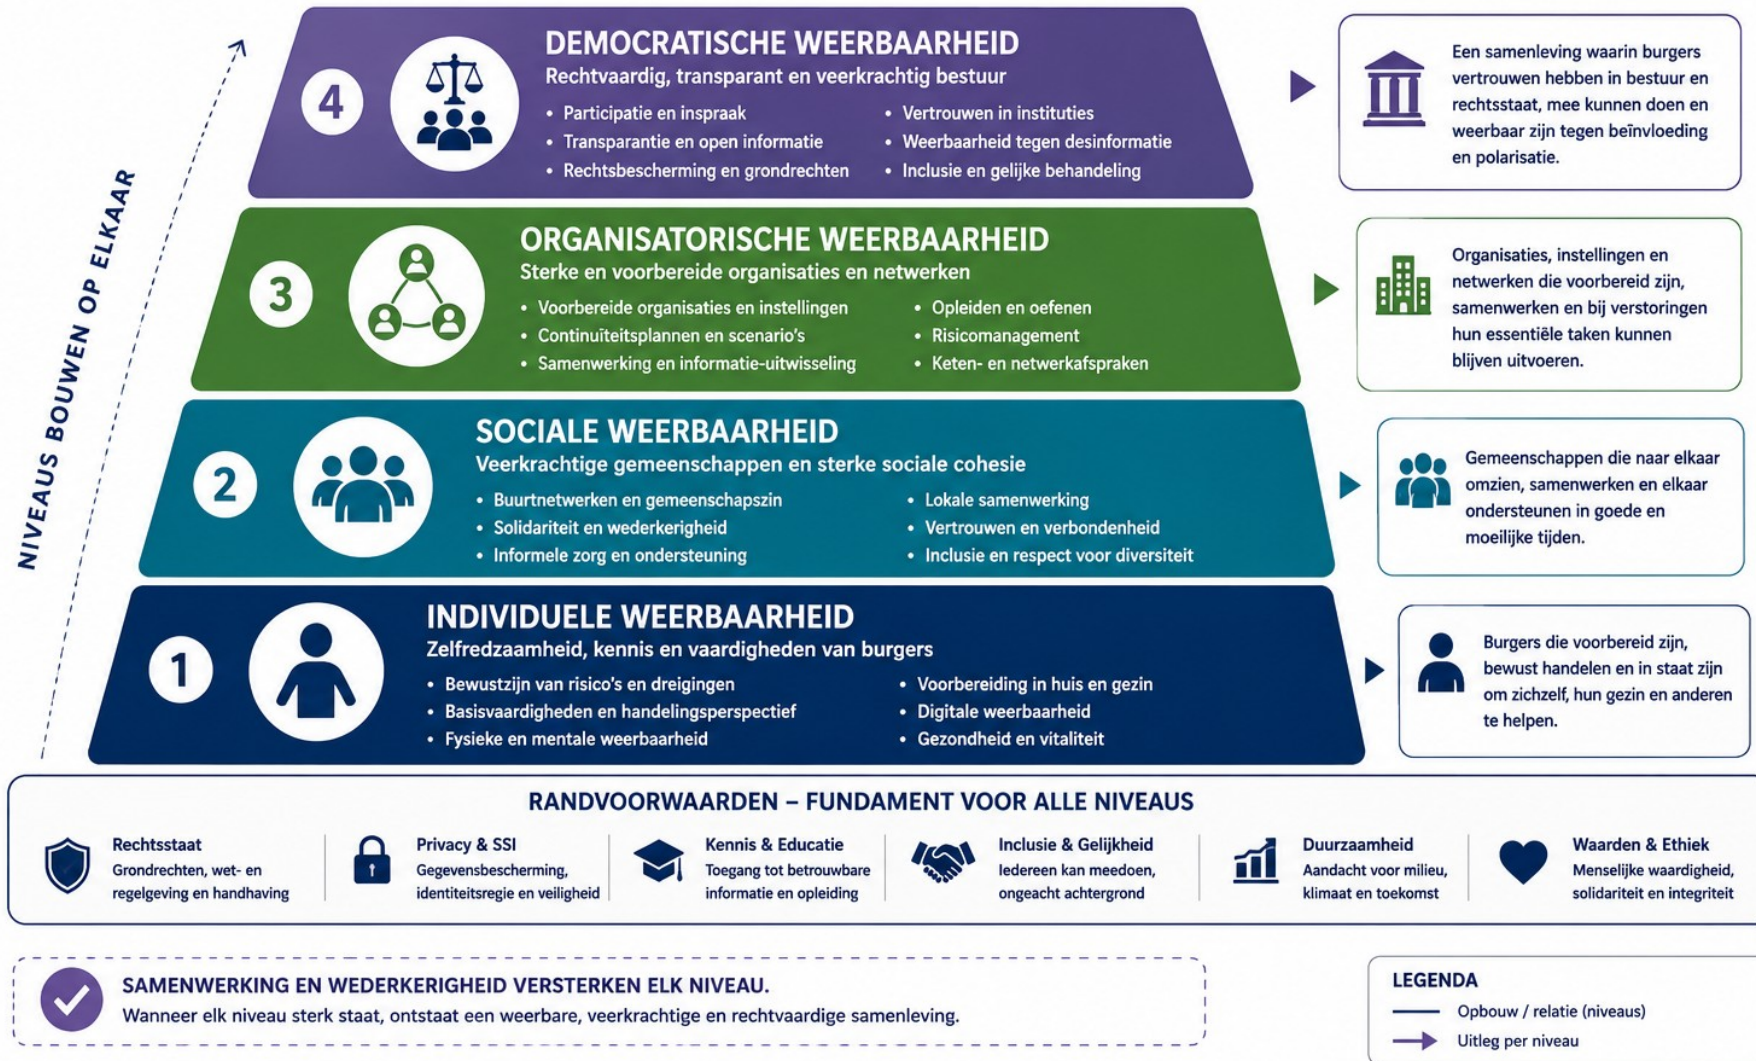 NIVEAUS BOUWEN OP ELKAAR
4
DEMOCRATISCHE WEERBAARHEID
Rechtvaardig, transparant en veerkrachtig bestuur
• Participatie en inspraak
• Transparantie en open informatie
• Rechtsbescherming en grondrechten
• Vertrouwen in instituties
• Weerbaarheid tegen desinformatie
• Inclusie en gelijke behandeling
Een samenleving waarin burgers
vertrouwen hebben in bestuur en
rechtsstaat, mee kunnen doen en
weerbaar zijn tegen beïnvloeding
en polarisatie.
3
ORGANISATORISCHE WEERBAARHEID
Sterke en voorbereide organisaties en netwerken
• Voorbereide organisaties en instellingen
• Continuïteitsplannen en scenario's
• Samenwerking en informatie-uitwisseling
• Opleiden en oefenen
• Risicomanagement
• Keten- en netwerkafspraken
Organisaties, instellingen en
netwerken die voorbereid zijn,
samenwerken en bij verstoringen
hun essentiële taken kunnen
blijven uitvoeren.
2
SOCIALE WEERBAARHEID
Veerkrachtige gemeenschappen en sterke sociale cohesie
• Buurtnetwerken en gemeenschapszin
• Solidariteit en wederkerigheid
• Informele zorg en ondersteuning
• Lokale samenwerking
• Vertrouwen en verbondenheid
• Inclusie en respect voor diversiteit
Gemeenschappen die naar elkaar
omzien, samenwerken en elkaar
ondersteunen in goede en
moeilijke tijden.
1
INDIVIDUELE WEERBAARHEID
Zelfredzaamheid, kennis en vaardigheden van burgers
• Bewustzijn van risico's en dreigingen
• Basisvaardigheden en handelingsperspectief
• Fysieke en mentale weerbaarheid
• Voorbereiding in huis en gezin
• Digitale weerbaarheid
• Gezondheid en vitaliteit
Burgers die voorbereid zijn,
bewust handelen en in staat zijn
om zichzelf, hun gezin en anderen
te helpen.
RANDVOORWAARDEN – FUNDAMENT VOOR ALLE NIVEAUS
Rechtsstaat
Grondrechten, wet- en
regelgeving en handhaving
Privacy & SSI
Gegevensbescherming,
identiteitsregie en veiligheid
Kennis & Educatie
Toegang tot betrouwbare
informatie en opleiding
Inclusie & Gelijkheid
Iedereen kan meedoen,
ongeacht achtergrond
Duurzaamheid
Aandacht voor milieu,
klimaat en toekomst
Waarden & Ethiek
Menselijke waardigheid,
solidariteit en integriteit
SAMENWERKING EN WEDERKERIGHEID VERSTERKEN ELK NIVEAU.
Wanneer elk niveau sterk staat, ontstaat een weerbare, veerkrachtige en rechtvaardige samenleving.
LEGENDA
Opbouw / relatie (niveaus)
Uitleg per niveau